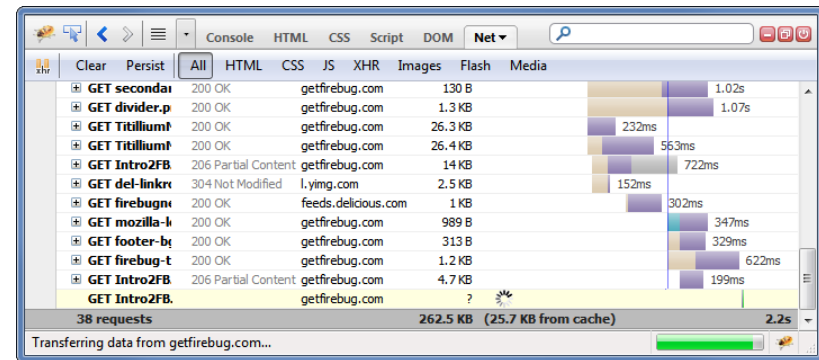 Console HTML CSS Script DOM Net
xhr Clear Persist All HTML CSS JS XHR Images Flash Media
GET secondar 200 OK getfirebug.com 130 B 1.02s
GET divider.p 200 OK getfirebug.com 1.3 KB 1.07s
GET Titillium 200 OK getfirebug.com 26.3 KB 232ms
GET Titillium 200 OK getfirebug.com 26.4 KB 563ms
GET Intro2FB. 206 Partial Content getfirebug.com 14 KB 722ms
GET del-linkro 304 Not Modified l.yimg.com 2.5 KB 152ms
GET firebugne 200 OK feeds.delicious.com 1 KB 302ms
GET mozilla-l 200 OK getfirebug.com 989 B 347ms
GET footer-bg 200 OK getfirebug.com 313 B 329ms
GET firebug-t 200 OK getfirebug.com 1.2 KB 622ms
GET Intro2FB. 206 Partial Content getfirebug.com 4.7 KB 199ms
GET Intro2FB. getfirebug.com ?
38 requests 262.5 KB (25.7 KB from cache) 2.2s
Transferring data from getfirebug.com...